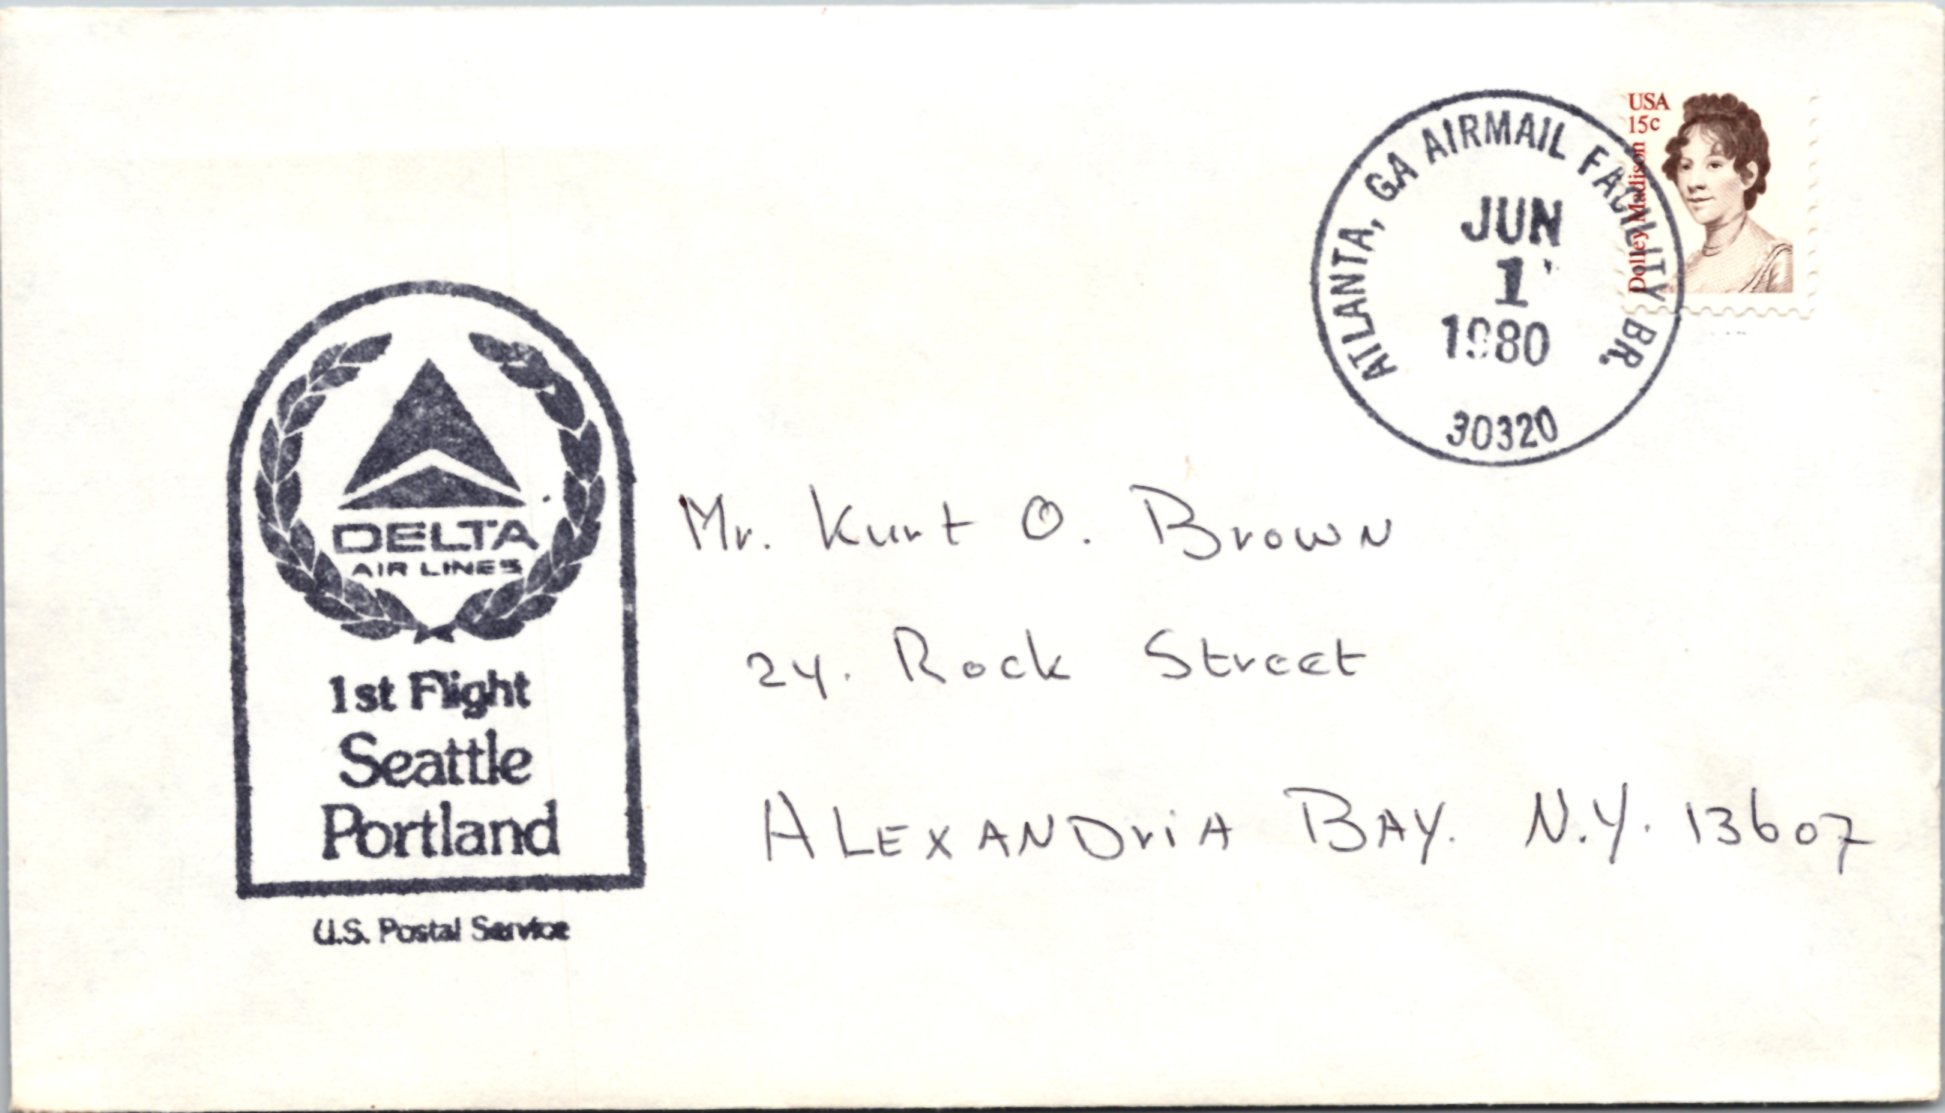 USA
15c
Dolley Madison
ATLANTA, GA AIRMAIL FACILITY BR.
JUN
1
1980
30320
DELTA
AIR LINES
1st Flight
Seattle
Portland
U.S. Postal Service
Mr. Kurt O. Brown
24. Rock Street
ALEXANDriA BAY. N.Y. 13607